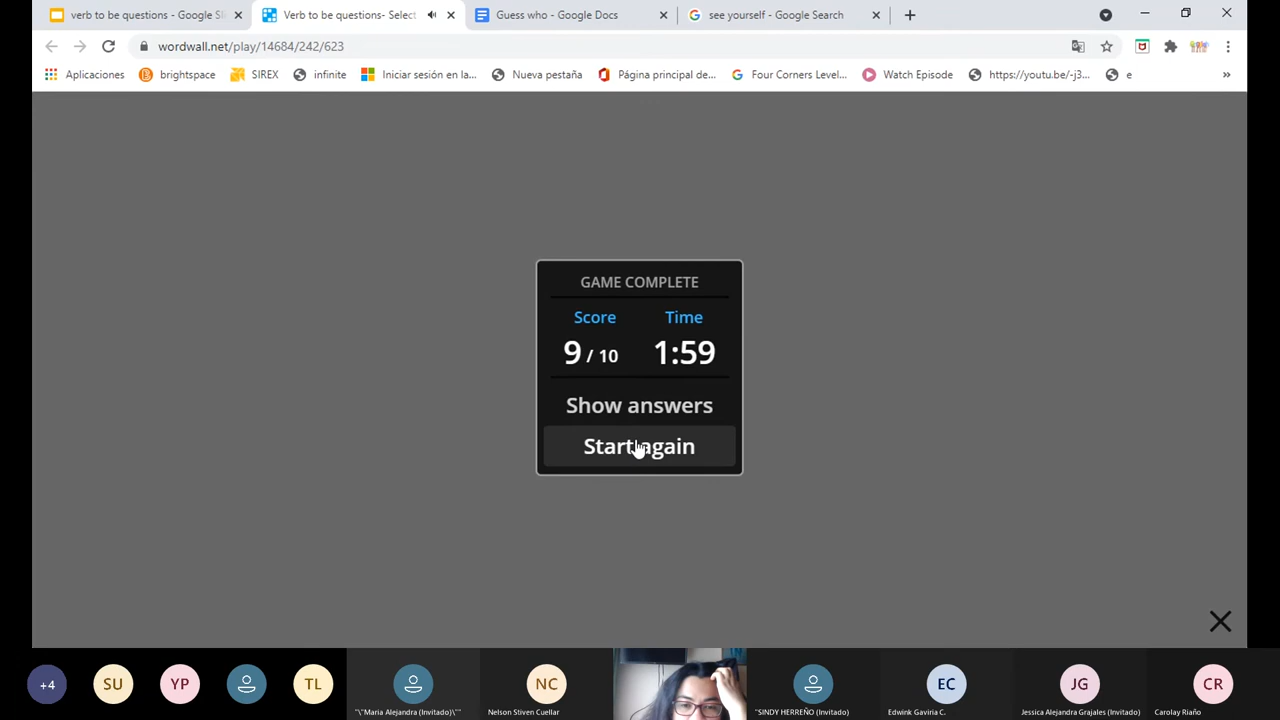 verb to be questions - Google Sli
Verb to be questions- Select
Guess who - Google Docs
see yourself - Google Search
wordwall.net/play/14684/242/623
Aplicaciones
brightspace
SIREX
infinite
Iniciar sesión en la...
Nueva pestaña
Página principal de...
Four Corners Level...
Watch Episode
https://youtu.be/-j3...
e
»
GAME COMPLETE
Score Time
9 / 10 1:59
Show answers
Start again
+4
SU
YP
TL
NC
EC
JG
CR
"\"Maria Alejandra (Invitado)\""
Nelson Stiven Cuellar
"SINDY HERREÑO (Invitado)
Edwink Gaviria C.
Jessica Alejandra Grajales (Invitado)
Carolay Riaño